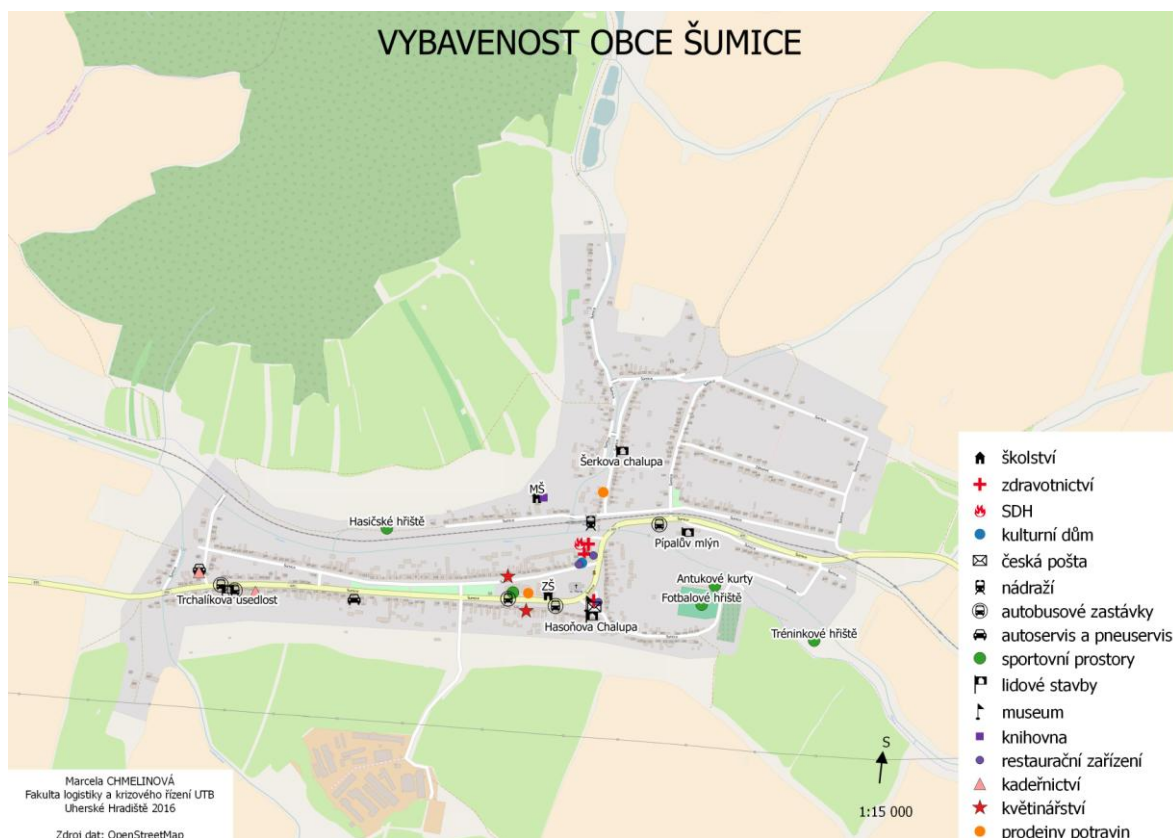 VYBAVENOST OBCE ŠUMICE
Šerkova chalupa
MŠ
Hasičské hřiště
Pípalův mlýn
Antukové kurty
Fotbalové hřiště
Trchalíkova usedlost
ZŠ
Hasoňova Chalupa
Tréninkové hřiště
školství
zdravotnictví
SDH
kulturní dům
česká pošta
nádraží
autobusové zastávky
autoservis a pneuservis
sportovní prostory
lidové stavby
museum
knihovna
restaurační zařízení
kadeřnictví
květinářství
prodejny potravin
S
1:15 000
Marcela CHMELINOVÁ
Fakulta logistiky a krizového řízení UTB
Uherské Hradiště 2016
Zdroj dat: OpenStreetMap